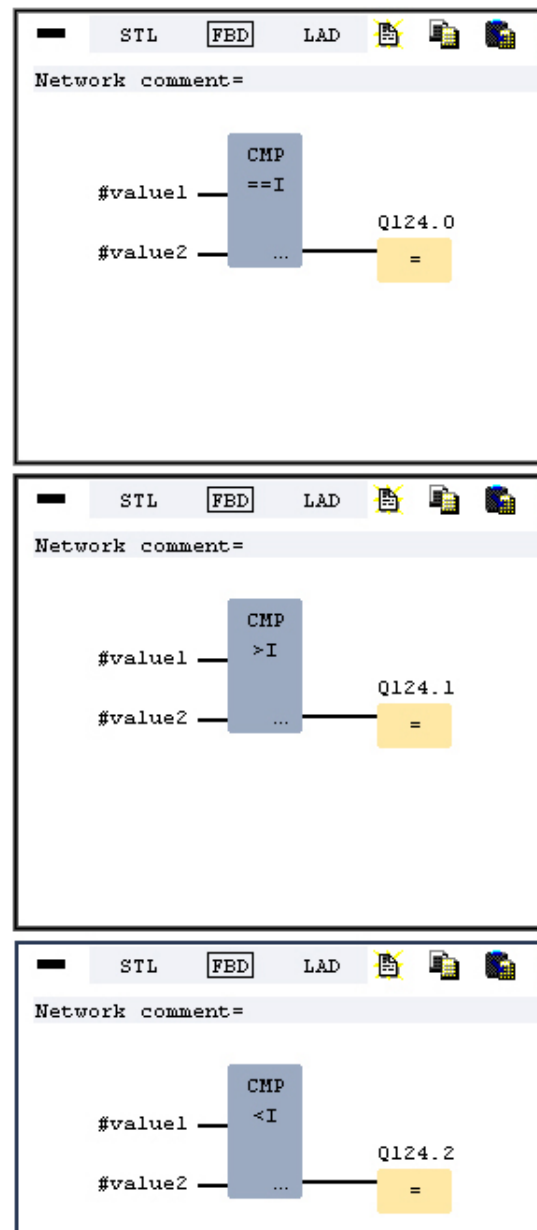 STL FBD LAD
Network comment=
CMP
==I
#value1
Q124.0
#value2 ...
=
STL FBD LAD
Network comment=
CMP
>I
#value1
Q124.1
#value2 ...
=
STL FBD LAD
Network comment=
CMP
<I
#value1
Q124.2
#value2 ...
=